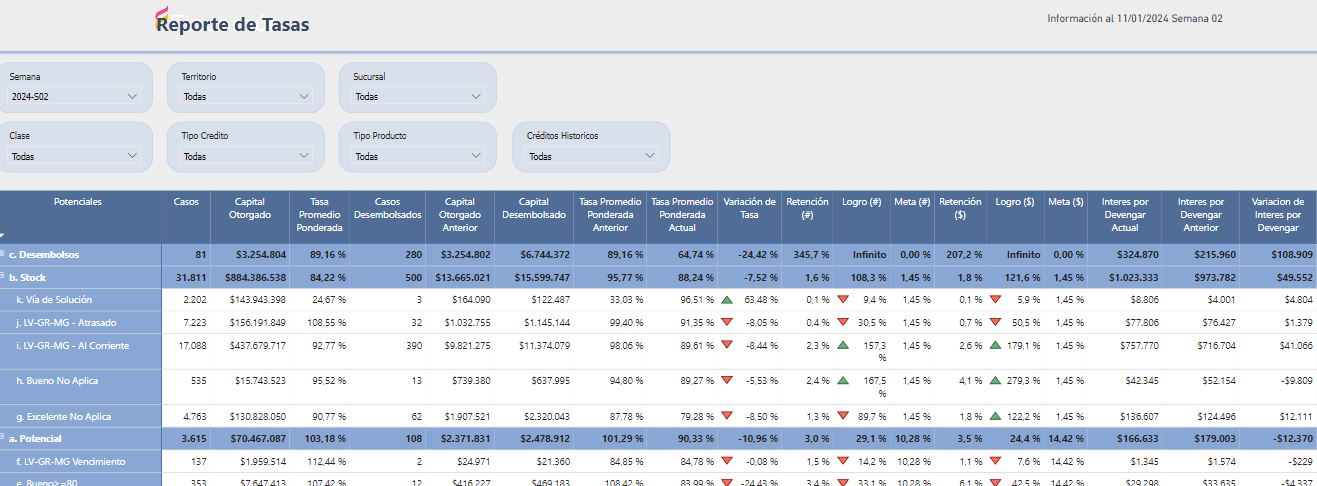 Reporte de Tasas
Información al 11/01/2024 Semana 02
Semana
2024-S02
Territorio
Todas
Sucursal
Todas
Clase
Todas
Tipo Credito
Todas
Tipo Producto
Todas
Créditos Historicos
Todas
Potenciales Casos Capital Otorgado Tasa Promedio Ponderada Casos Desembolsados Capital Otorgado Anterior Capital Desembolsado Tasa Promedio Ponderada Anterior Tasa Promedio Ponderada Actual Variación de Tasa Retención (#) Logro (#) Meta (#) Retención ($) Logro ($) Meta ($) Interes por Devengar Actual Interes por Devengar Anterior Variacion de Interes por Devengar
c. Desembolsos 81 $3.254.804 89,16 % 280 $3.254.802 $6.744.372 89,16 % 64,74 % -24,42 % 345,7 % Infinito 0,00 % 207,2 % Infinito 0,00 % $324.870 $215.960 $108.909
b. Stock 31.811 $884.386.538 84,22 % 500 $13.665.021 $15.599.747 95,77 % 88,24 % -7,52 % 1,6 % 108,3 % 1,45 % 1,8 % 121,6 % 1,45 % $1.023.333 $973.782 $49.552
k. Vía de Solución 2.202 $143.943.398 24,67 % 3 $164.090 $122.487 33,03 % 96,51 % 63,48 % 0,1 % 9,4 % 1,45 % 0,1 % 5,9 % 1,45 % $8.806 $4.001 $4.804
j. LV-GR-MG - Atrasado 7.223 $156.191.849 108,55 % 32 $1.032.755 $1.145.144 99,40 % 91,35 % -8,05 % 0,4 % 30,5 % 1,45 % 0,7 % 50,5 % 1,45 % $77.806 $76.427 $1.379
i. LV-GR-MG - Al Corriente 17.088 $437.679.717 92,77 % 390 $9.821.275 $11.374.079 98,06 % 89,61 % -8,44 % 2,3 % 157,3 % 1,45 % 2,6 % 179,1 % 1,45 % $757.770 $716.704 $41.066
h. Bueno No Aplica 535 $15.743.523 95,52 % 13 $739.380 $637.995 94,80 % 89,27 % -5,53 % 2,4 % 167,5 % 1,45 % 4,1 % 279,3 % 1,45 % $42.345 $52.154 -$9.809
g. Excelente No Aplica 4.763 $130.828.050 90,77 % 62 $1.907.521 $2.320.043 87,78 % 79,28 % -8,50 % 1,3 % 89,7 % 1,45 % 1,8 % 122,2 % 1,45 % $136.607 $124.496 $12.111
a. Potencial 3.615 $70.467.087 103,18 % 108 $2.371.831 $2.478.912 101,29 % 90,33 % -10,96 % 3,0 % 29,1 % 10,28 % 3,5 % 24,4 % 14,42 % $166.633 $179.003 -$12.370
f. LV-GR-MG Vencimiento 137 $1.959.514 112,44 % 2 $24.971 $21.360 84,85 % 84,78 % -0,08 % 1,5 % 14,2 % 10,28 % 1,1 % 7,6 % 14,42 % $1.345 $1.574 -$229
e. Bueno>=80 353 $7.647.413 107,42 % 12 $416.227 $469.183 108,42 % 83,99 % -24,43 % 3,4 % 33,1 % 10,28 % 6,1 % 42,5 % 14,42 % $29.298 $33.635 -$4.337